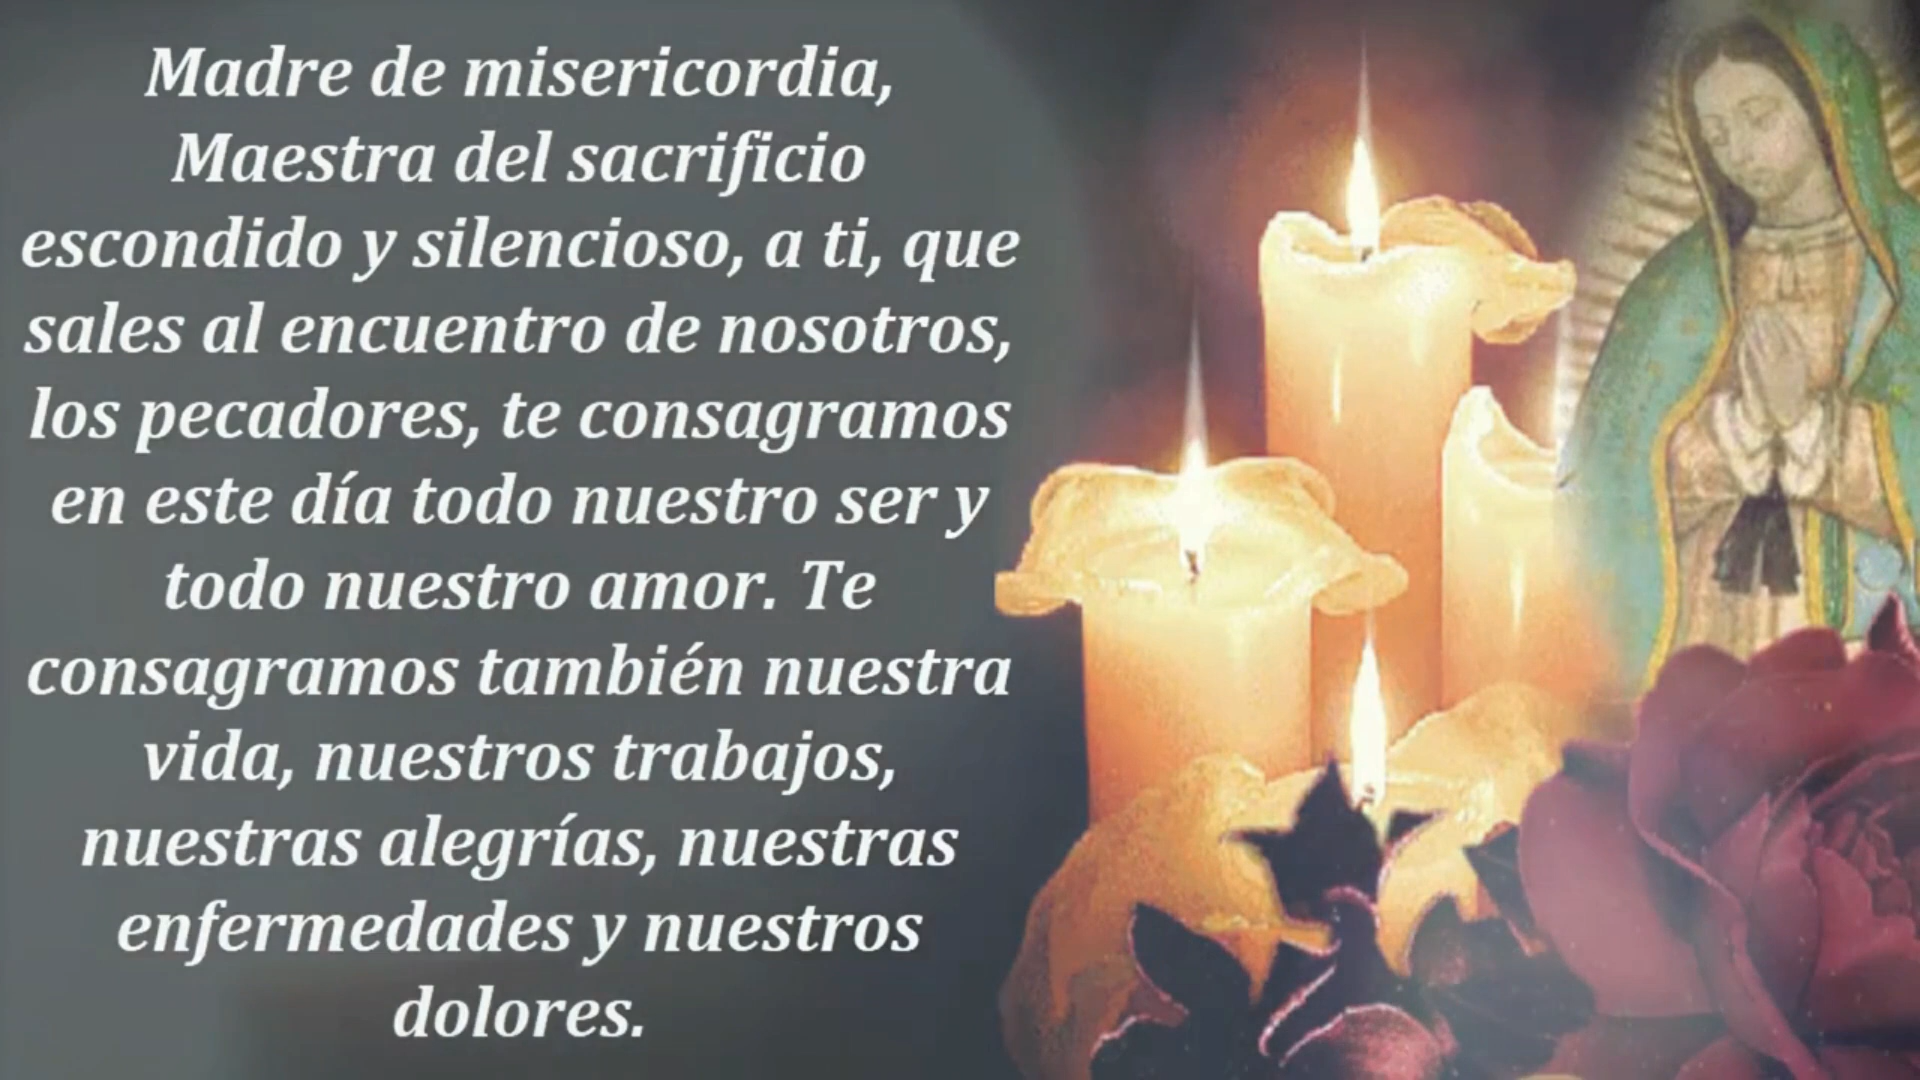 Madre de misericordia,
Maestra del sacrificio
escondido y silencioso, a ti, que
sales al encuentro de nosotros,
los pecadores, te consagramos
en este día todo nuestro ser y
todo nuestro amor. Te
consagramos también nuestra
vida, nuestros trabajos,
nuestras alegrías, nuestras
enfermedades y nuestros
dolores.